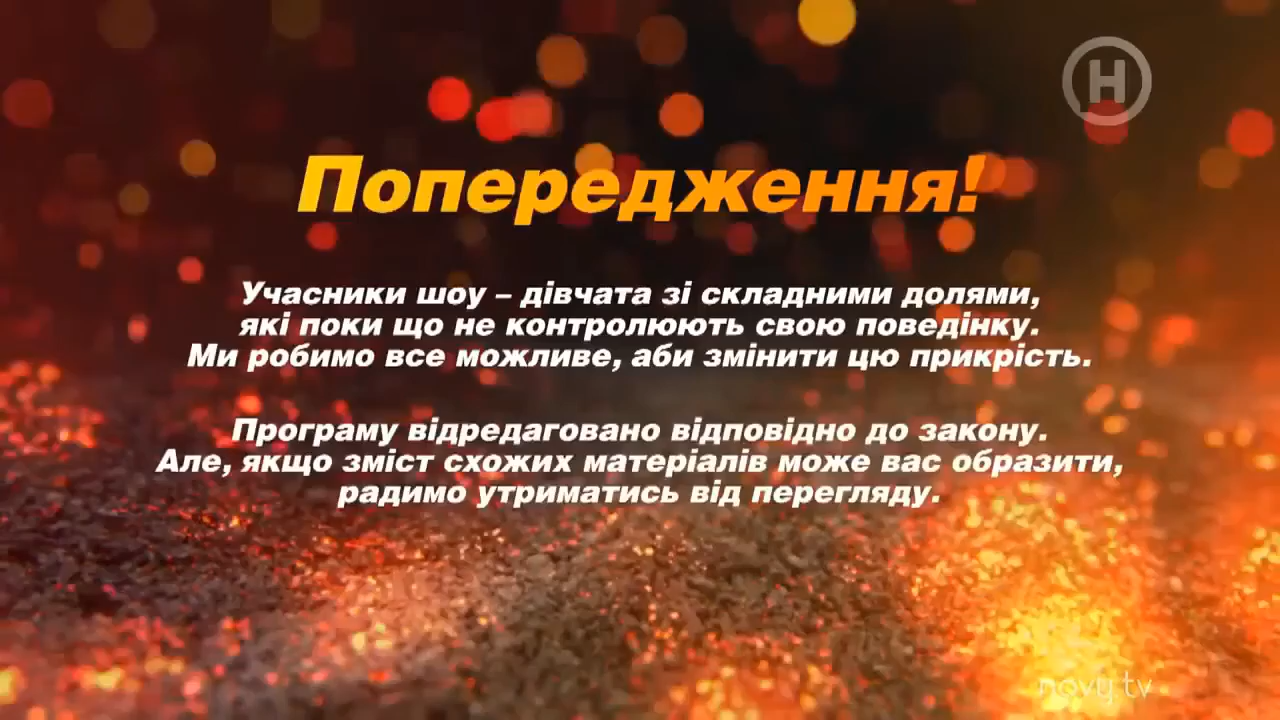 Н
Попередження!
Учасники шоу – дівчата зі складними долями,
які поки що не контролюють свою поведінку.
Ми робимо все можливе, аби змінити цю прикрість.
Програму відредаговано відповідно до закону.
Але, якщо зміст схожих матеріалів може вас образити,
радимо утриматись від перегляду.
novy.tv